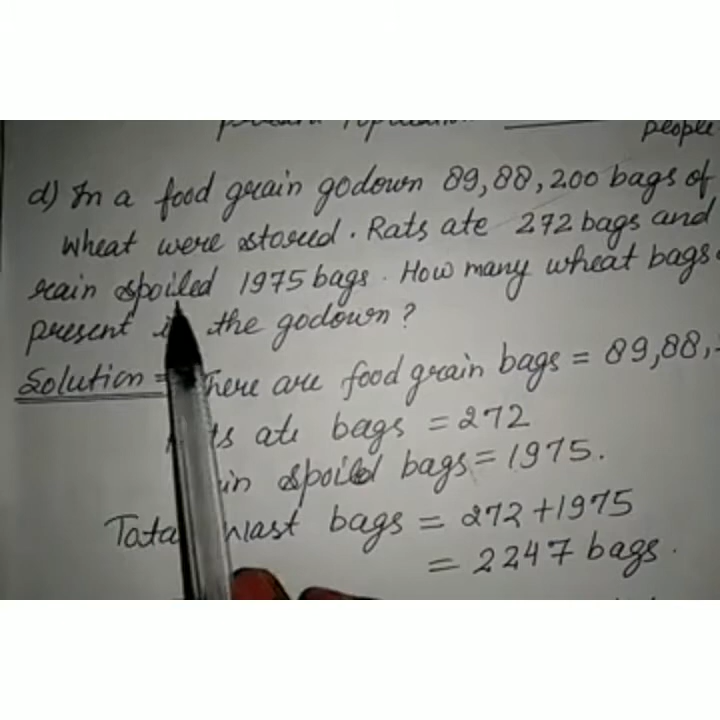 people
d) In a food grain godown 89,88,200 bags of
wheat were stored. Rats ate 272 bags and
rain spoiled 1975 bags. How many wheat bags
present the godown?
Solution = are food grain bags = 89,88,
ate bags = 272
spoiled bags = 1975.
bags = 272 + 1975
= 2247 bags.